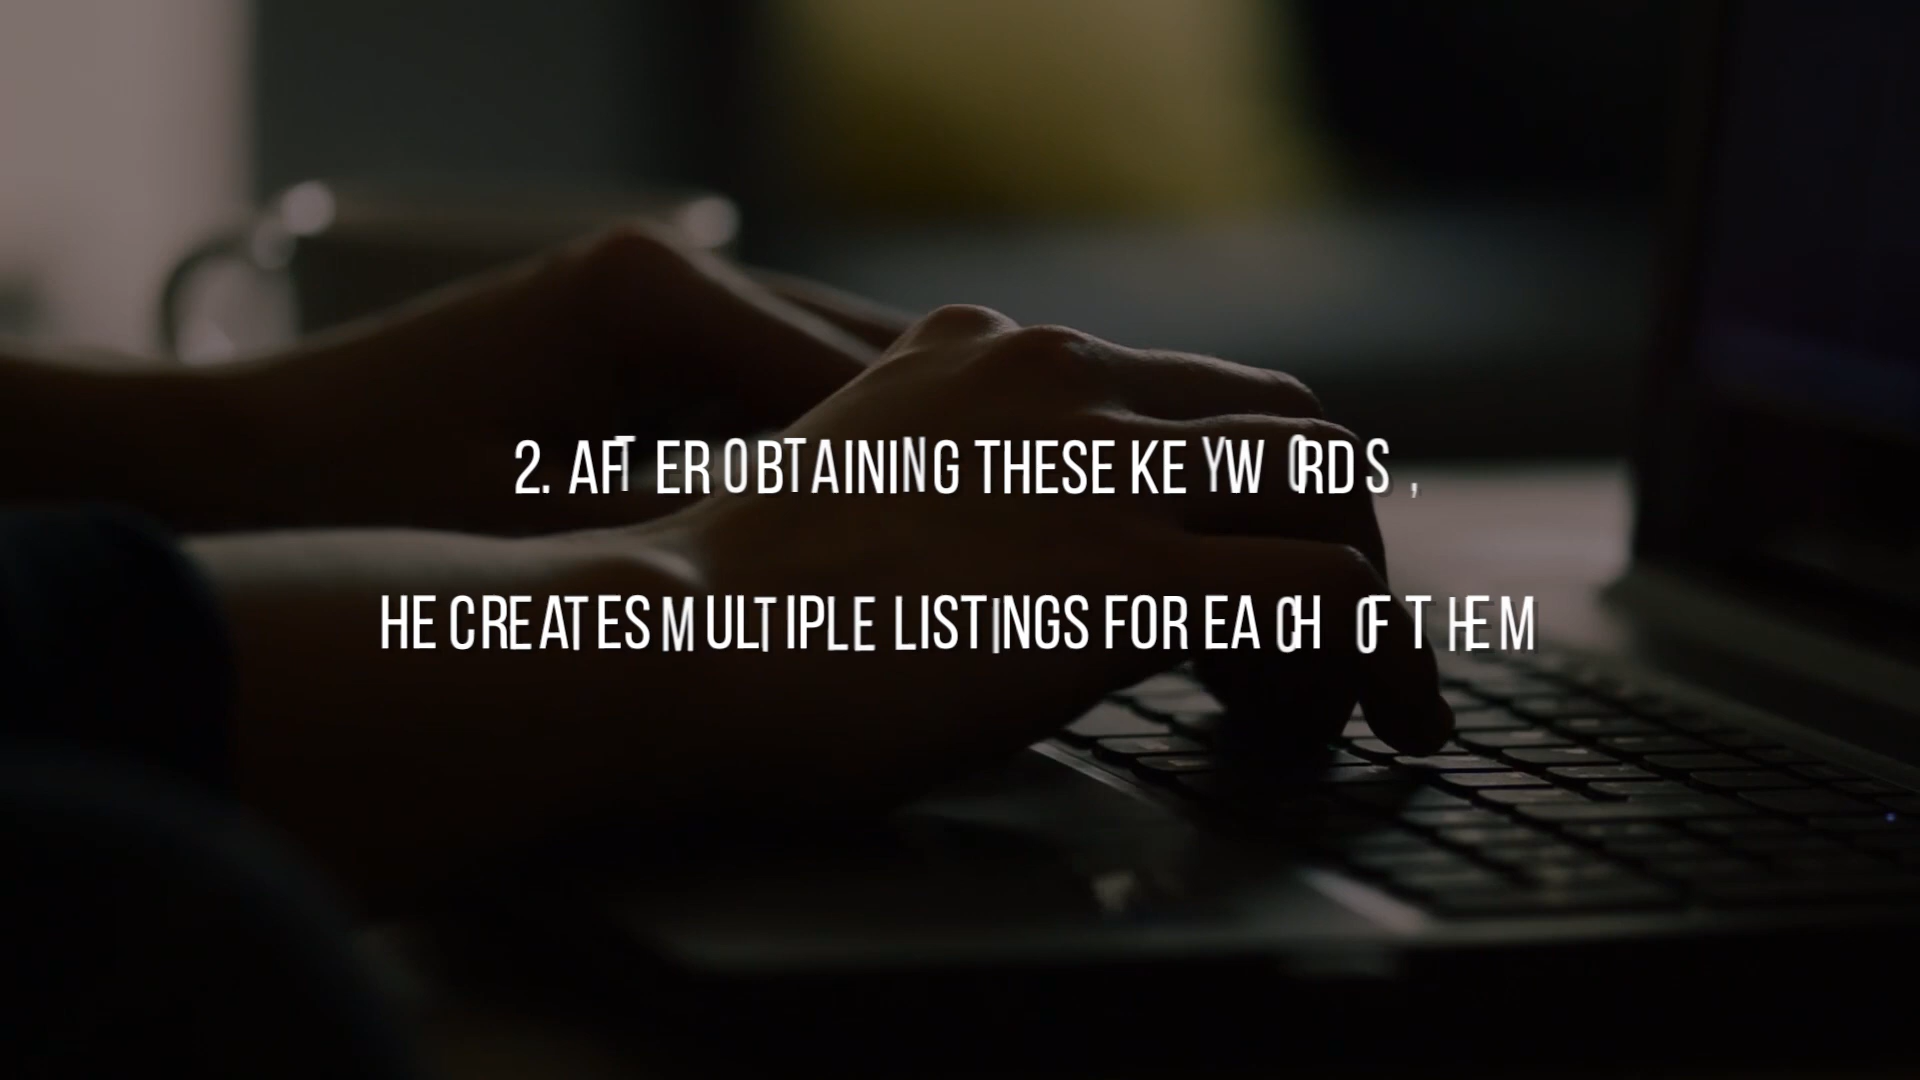 2. AFTER OBTAINING THESE KEYWORDS,
HE CREATES MULTIPLE LISTINGS FOR EACH OF THEM